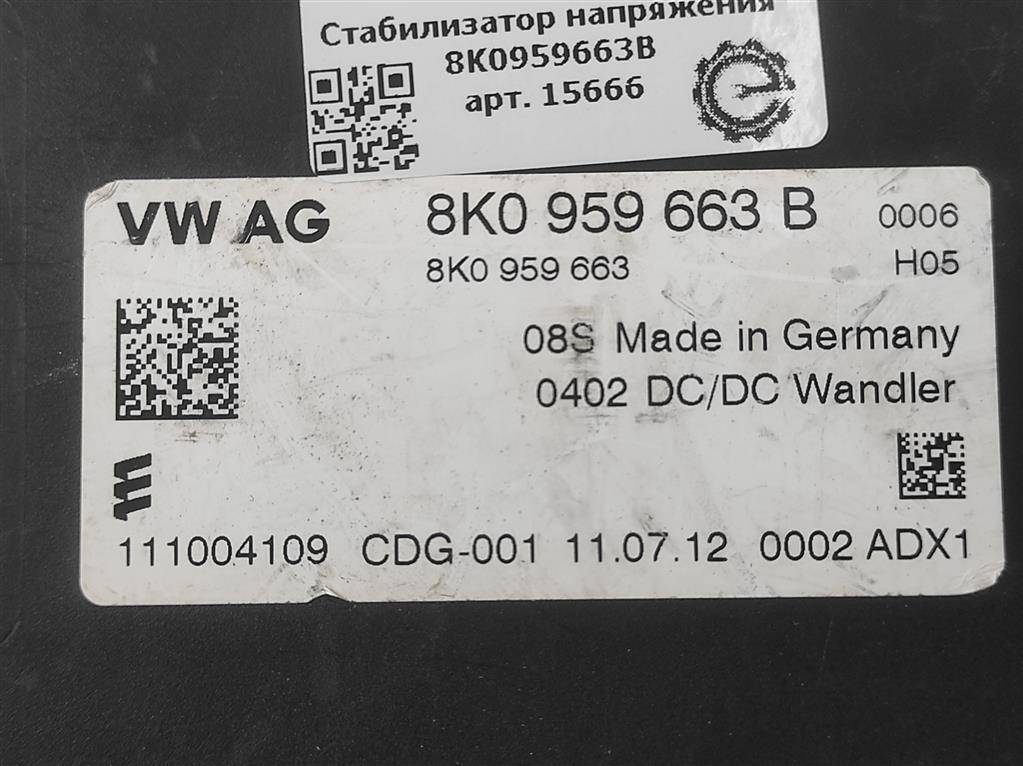 Стабилизатор напряжения
8K0959663B
арт. 15666
VW AG
8K0 959 663 B
0006
8K0 959 663
H05
08S Made in Germany
0402 DC/DC Wandler
111004109 CDG-001 11.07.12 0002 ADX1